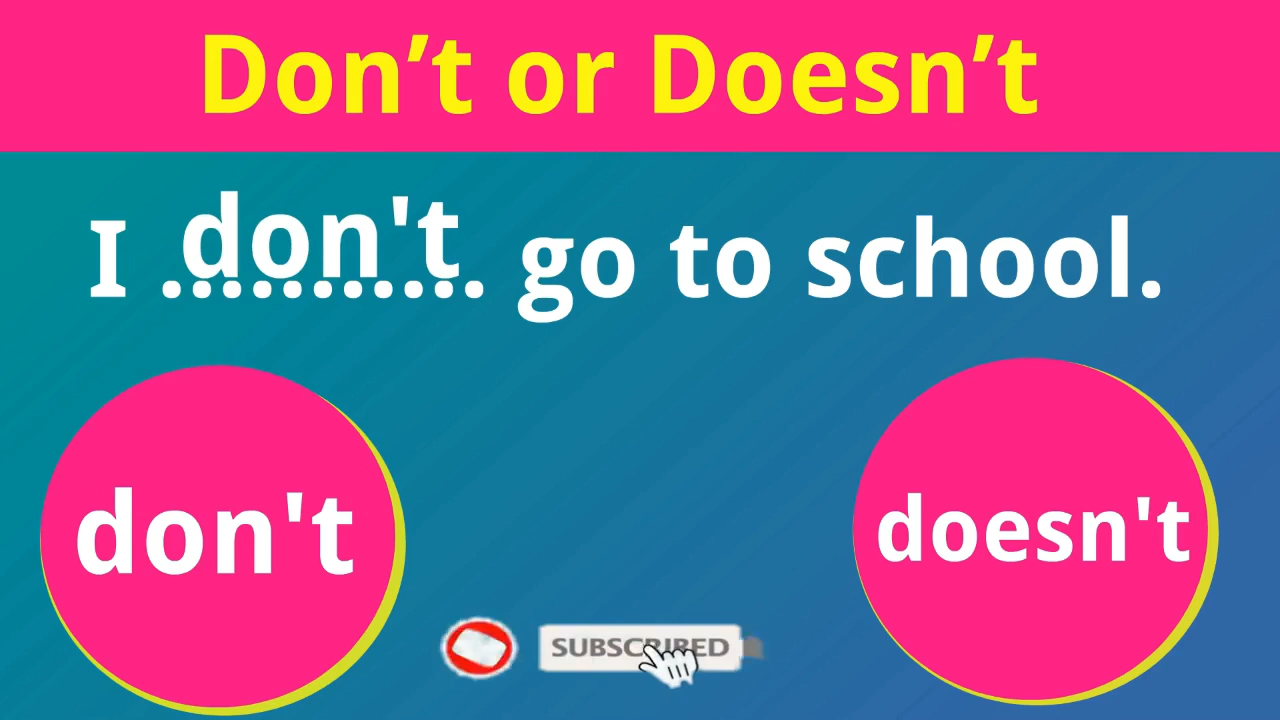 Don’t or Doesn’t
I ...don't... go to school.
don't
doesn't
SUBSCRIBED